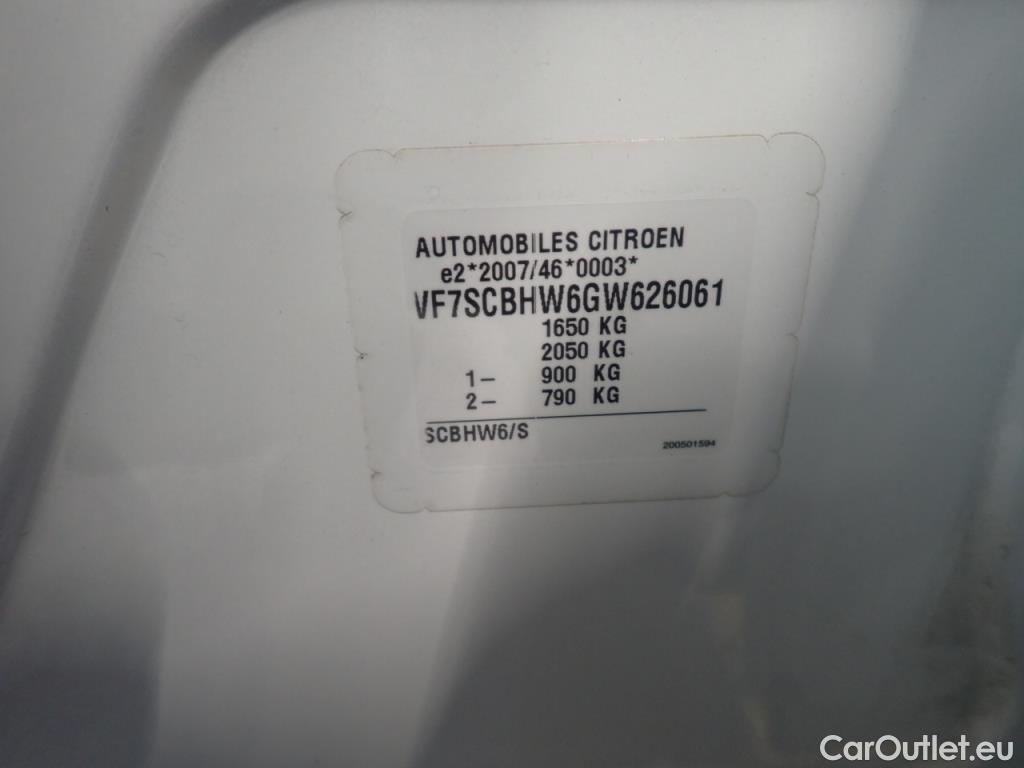 AUTOMOBILES CITROEN
e2*2007/46*0003*
VF7SCBHW6GW626061
1650 KG
2050 KG
1– 900 KG
2– 790 KG
SCBHW6/S
200501594
CarOutlet.eu